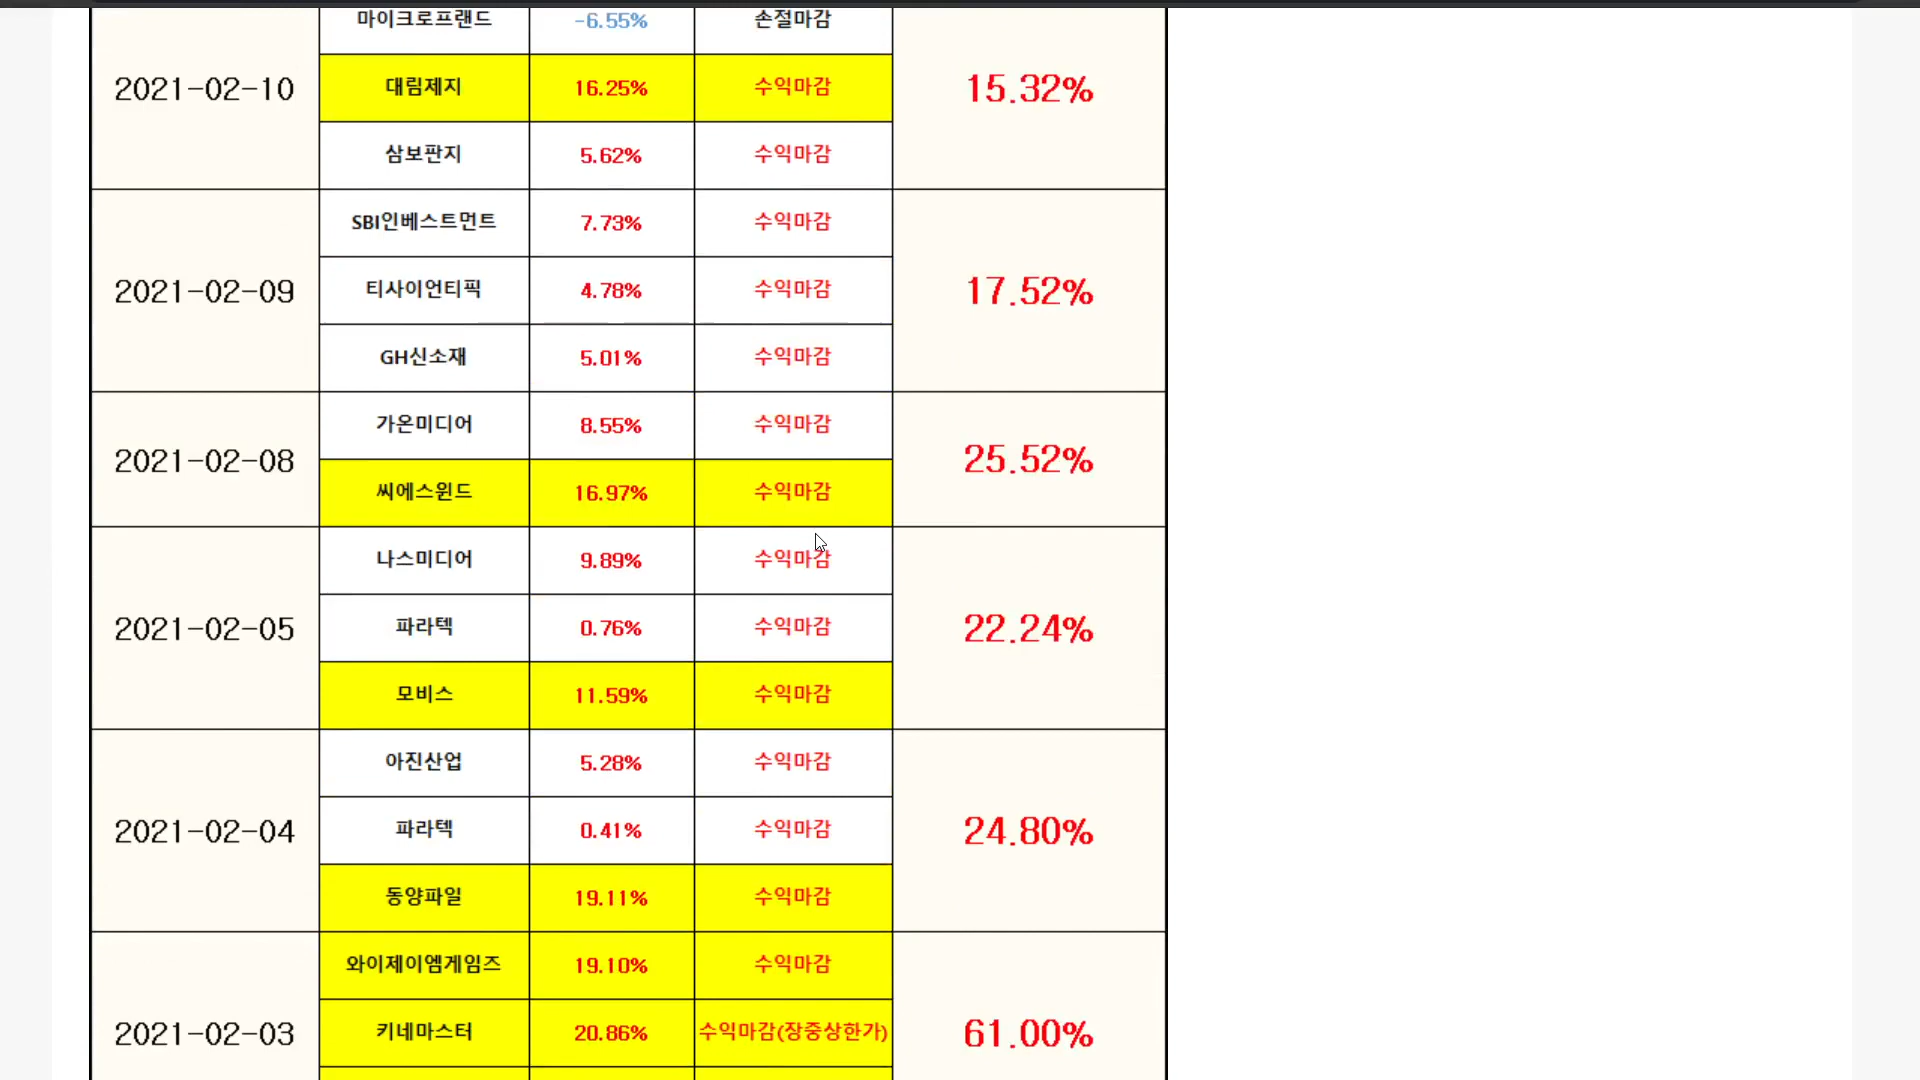 마이크로프랜드 -6.55% 손절마감
2021-02-10 대림제지 16.25% 수익마감 15.32%
삼보판지 5.62% 수익마감
SBI인베스트먼트 7.73% 수익마감
2021-02-09 티사이언티픽 4.78% 수익마감 17.52%
GH신소재 5.01% 수익마감
가온미디어 8.55% 수익마감
2021-02-08 25.52%
씨에스윈드 16.97% 수익마감
나스미디어 9.89% 수익마감
2021-02-05 파라텍 0.76% 수익마감 22.24%
모비스 11.59% 수익마감
아진산업 5.28% 수익마감
2021-02-04 파라텍 0.41% 수익마감 24.80%
동양파일 19.11% 수익마감
와이제이엠게임즈 19.10% 수익마감
2021-02-03 키네마스터 20.86% 수익마감(장중상한가) 61.00%